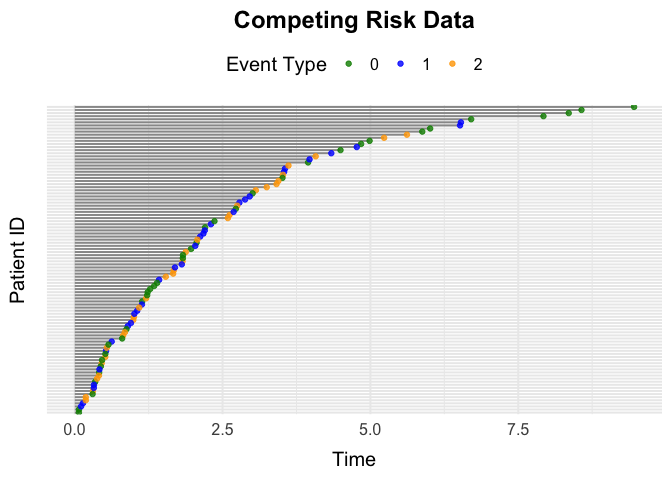 Competing Risk Data
Event Type 0 1 2
Patient ID
0.0 2.5 5.0 7.5
Time